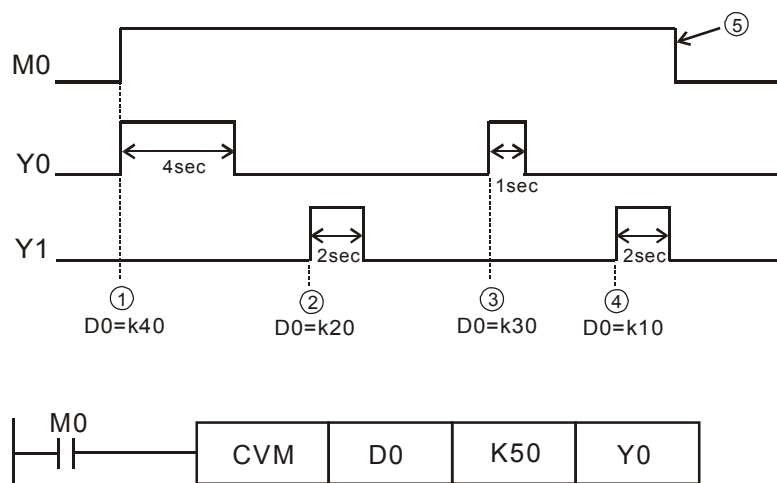 ⑤
M0
Y0
4sec
1sec
Y1
2sec
2sec
① ② ③ ④
D0=k40 D0=k20 D0=k30 D0=k10
M0
CVM D0 K50 Y0